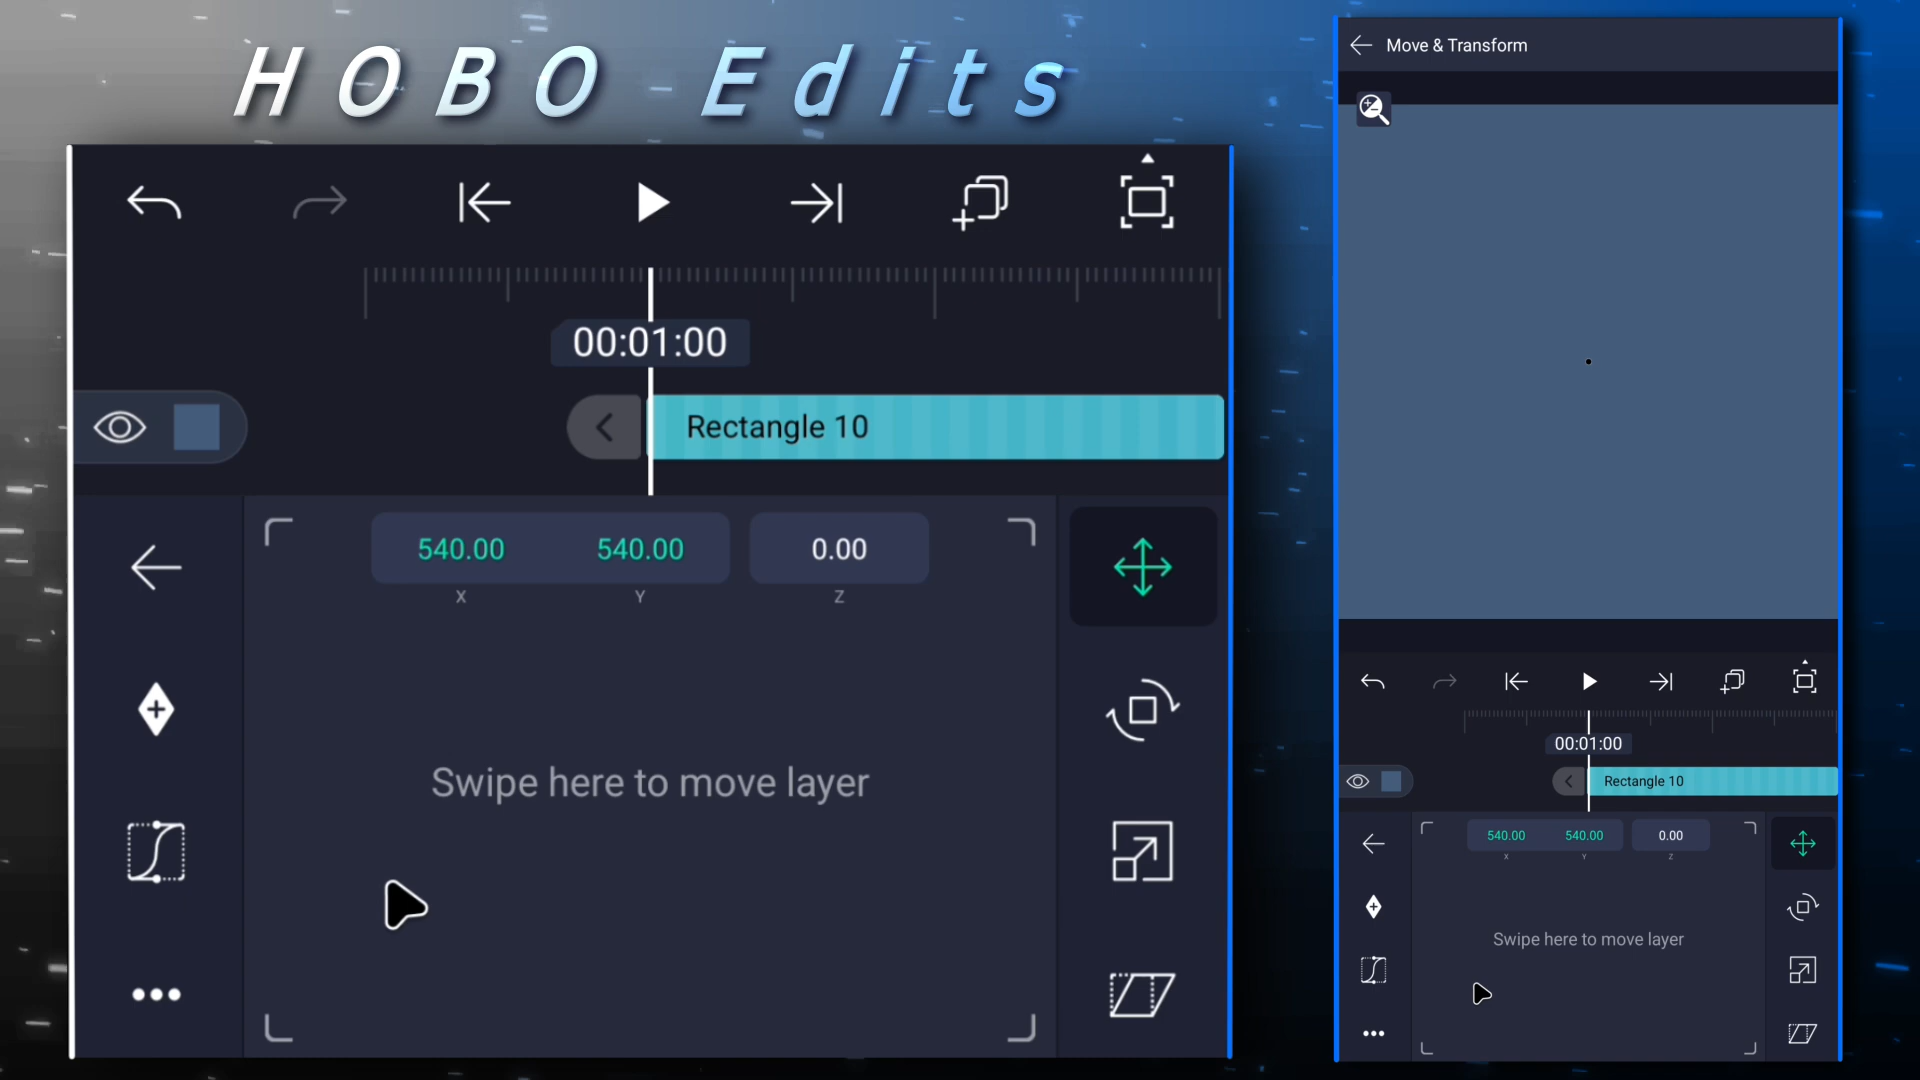 HOBO Edits
00:01:00
Rectangle 10
540.00 540.00 0.00
X Y Z
Swipe here to move layer
Move & Transform
00:01:00
Rectangle 10
540.00 540.00 0.00
X Y Z
Swipe here to move layer